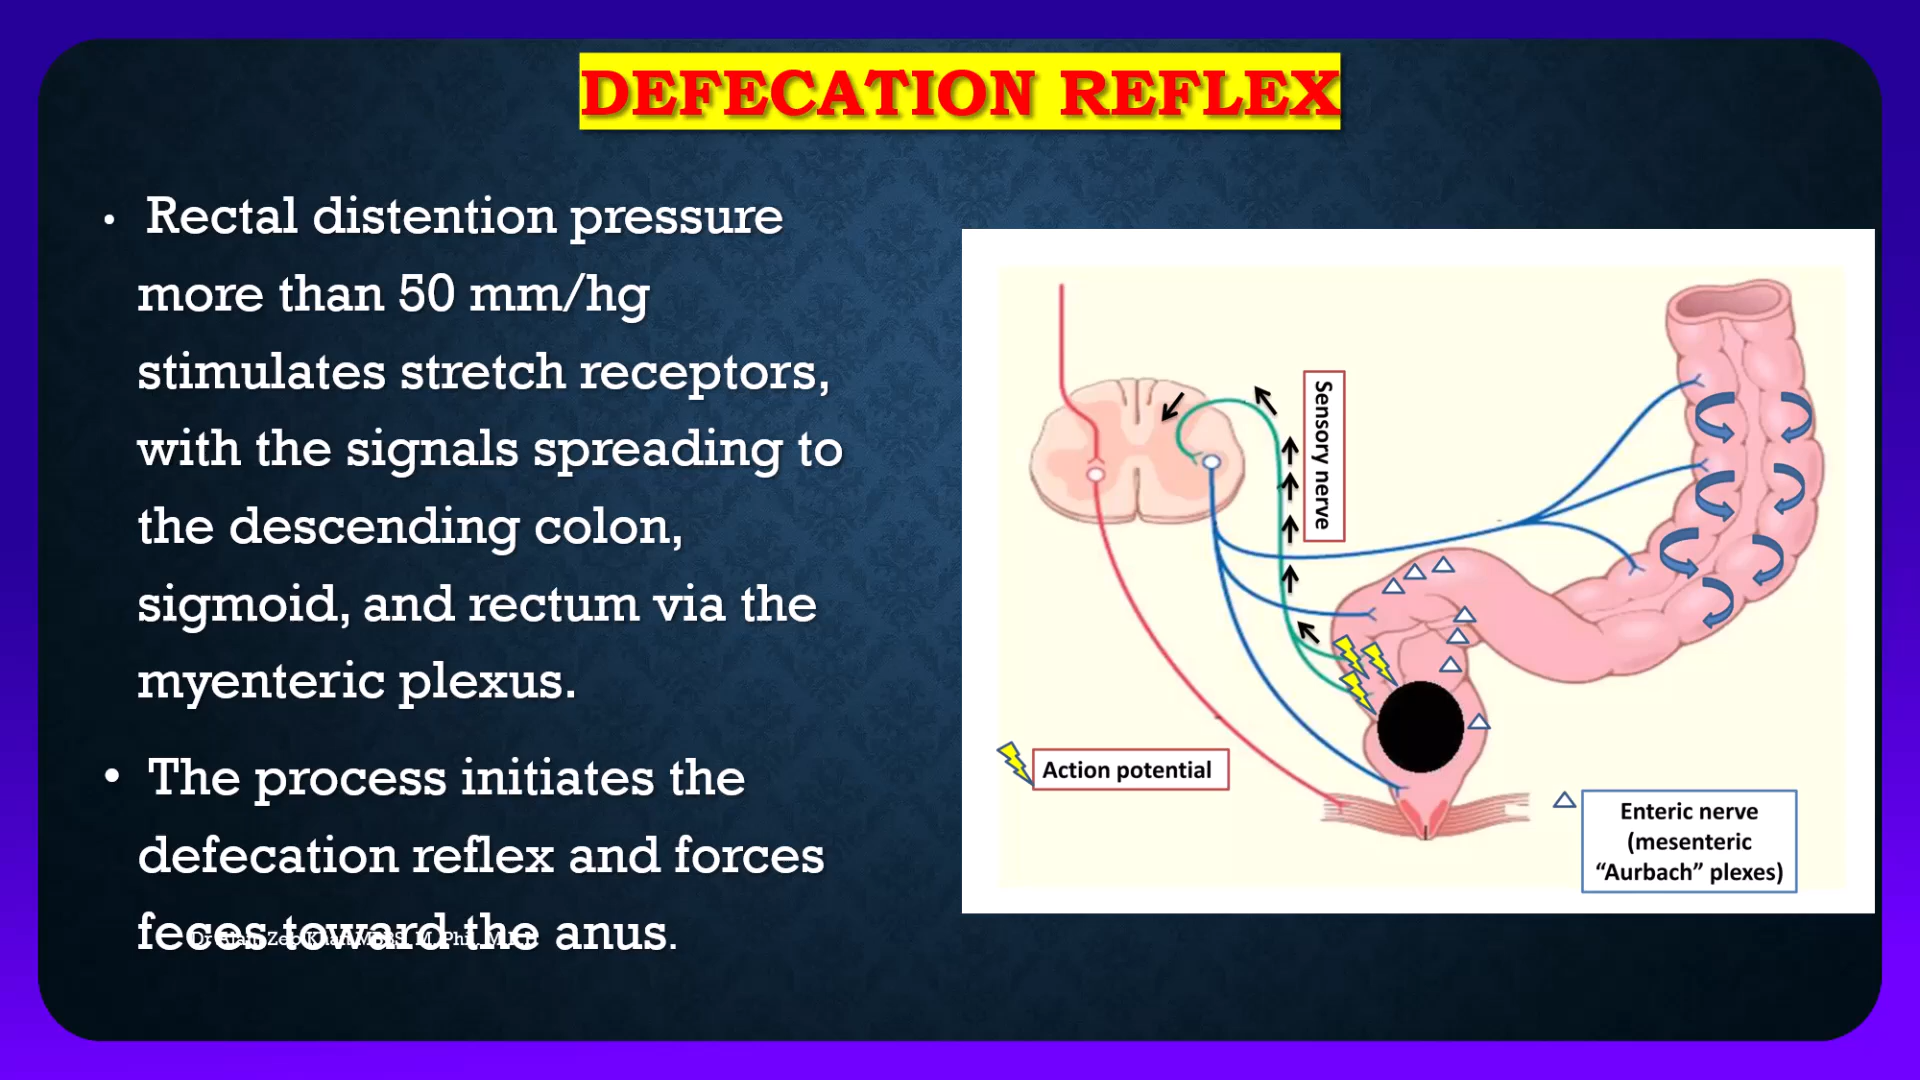 DEFECATION REFLEX
• Rectal distention pressure
more than 50 mm/hg
stimulates stretch receptors,
with the signals spreading to
the descending colon,
sigmoid, and rectum via the
myenteric plexus.
• The process initiates the
defecation reflex and forces
feces toward the anus.
Sensory nerve
Action potential
Enteric nerve
(mesenteric
“Aurbach” plexes)